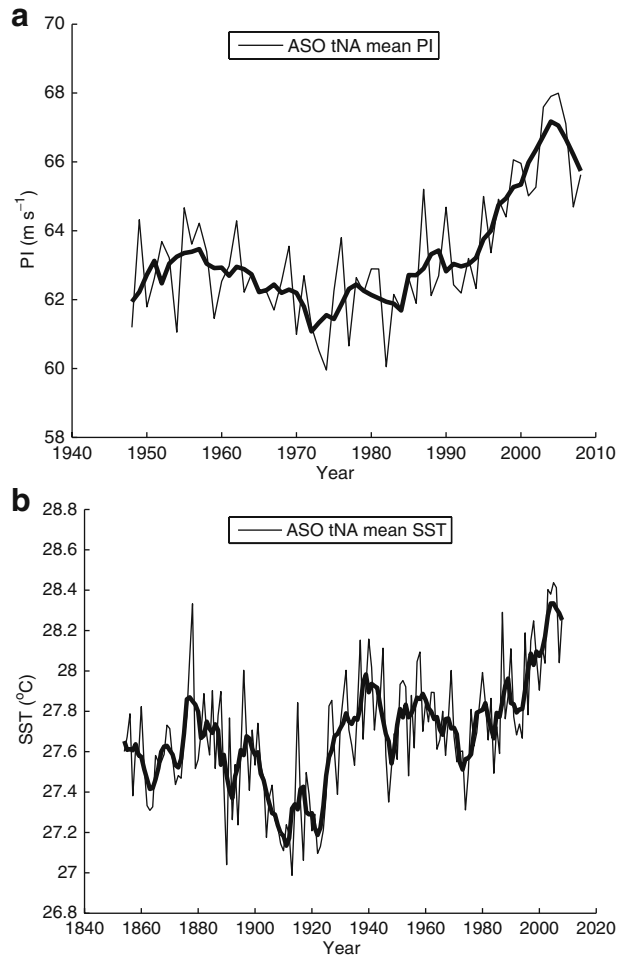 a
70
ASO tNA mean PI
68
66
64
62
60
58
PI (m s⁻¹)
1940 1950 1960 1970 1980 1990 2000 2010
Year
b
28.8
ASO tNA mean SST
28.6
28.4
28.2
28
27.8
27.6
27.4
27.2
27
26.8
SST (°C)
1840 1860 1880 1900 1920 1940 1960 1980 2000 2020
Year